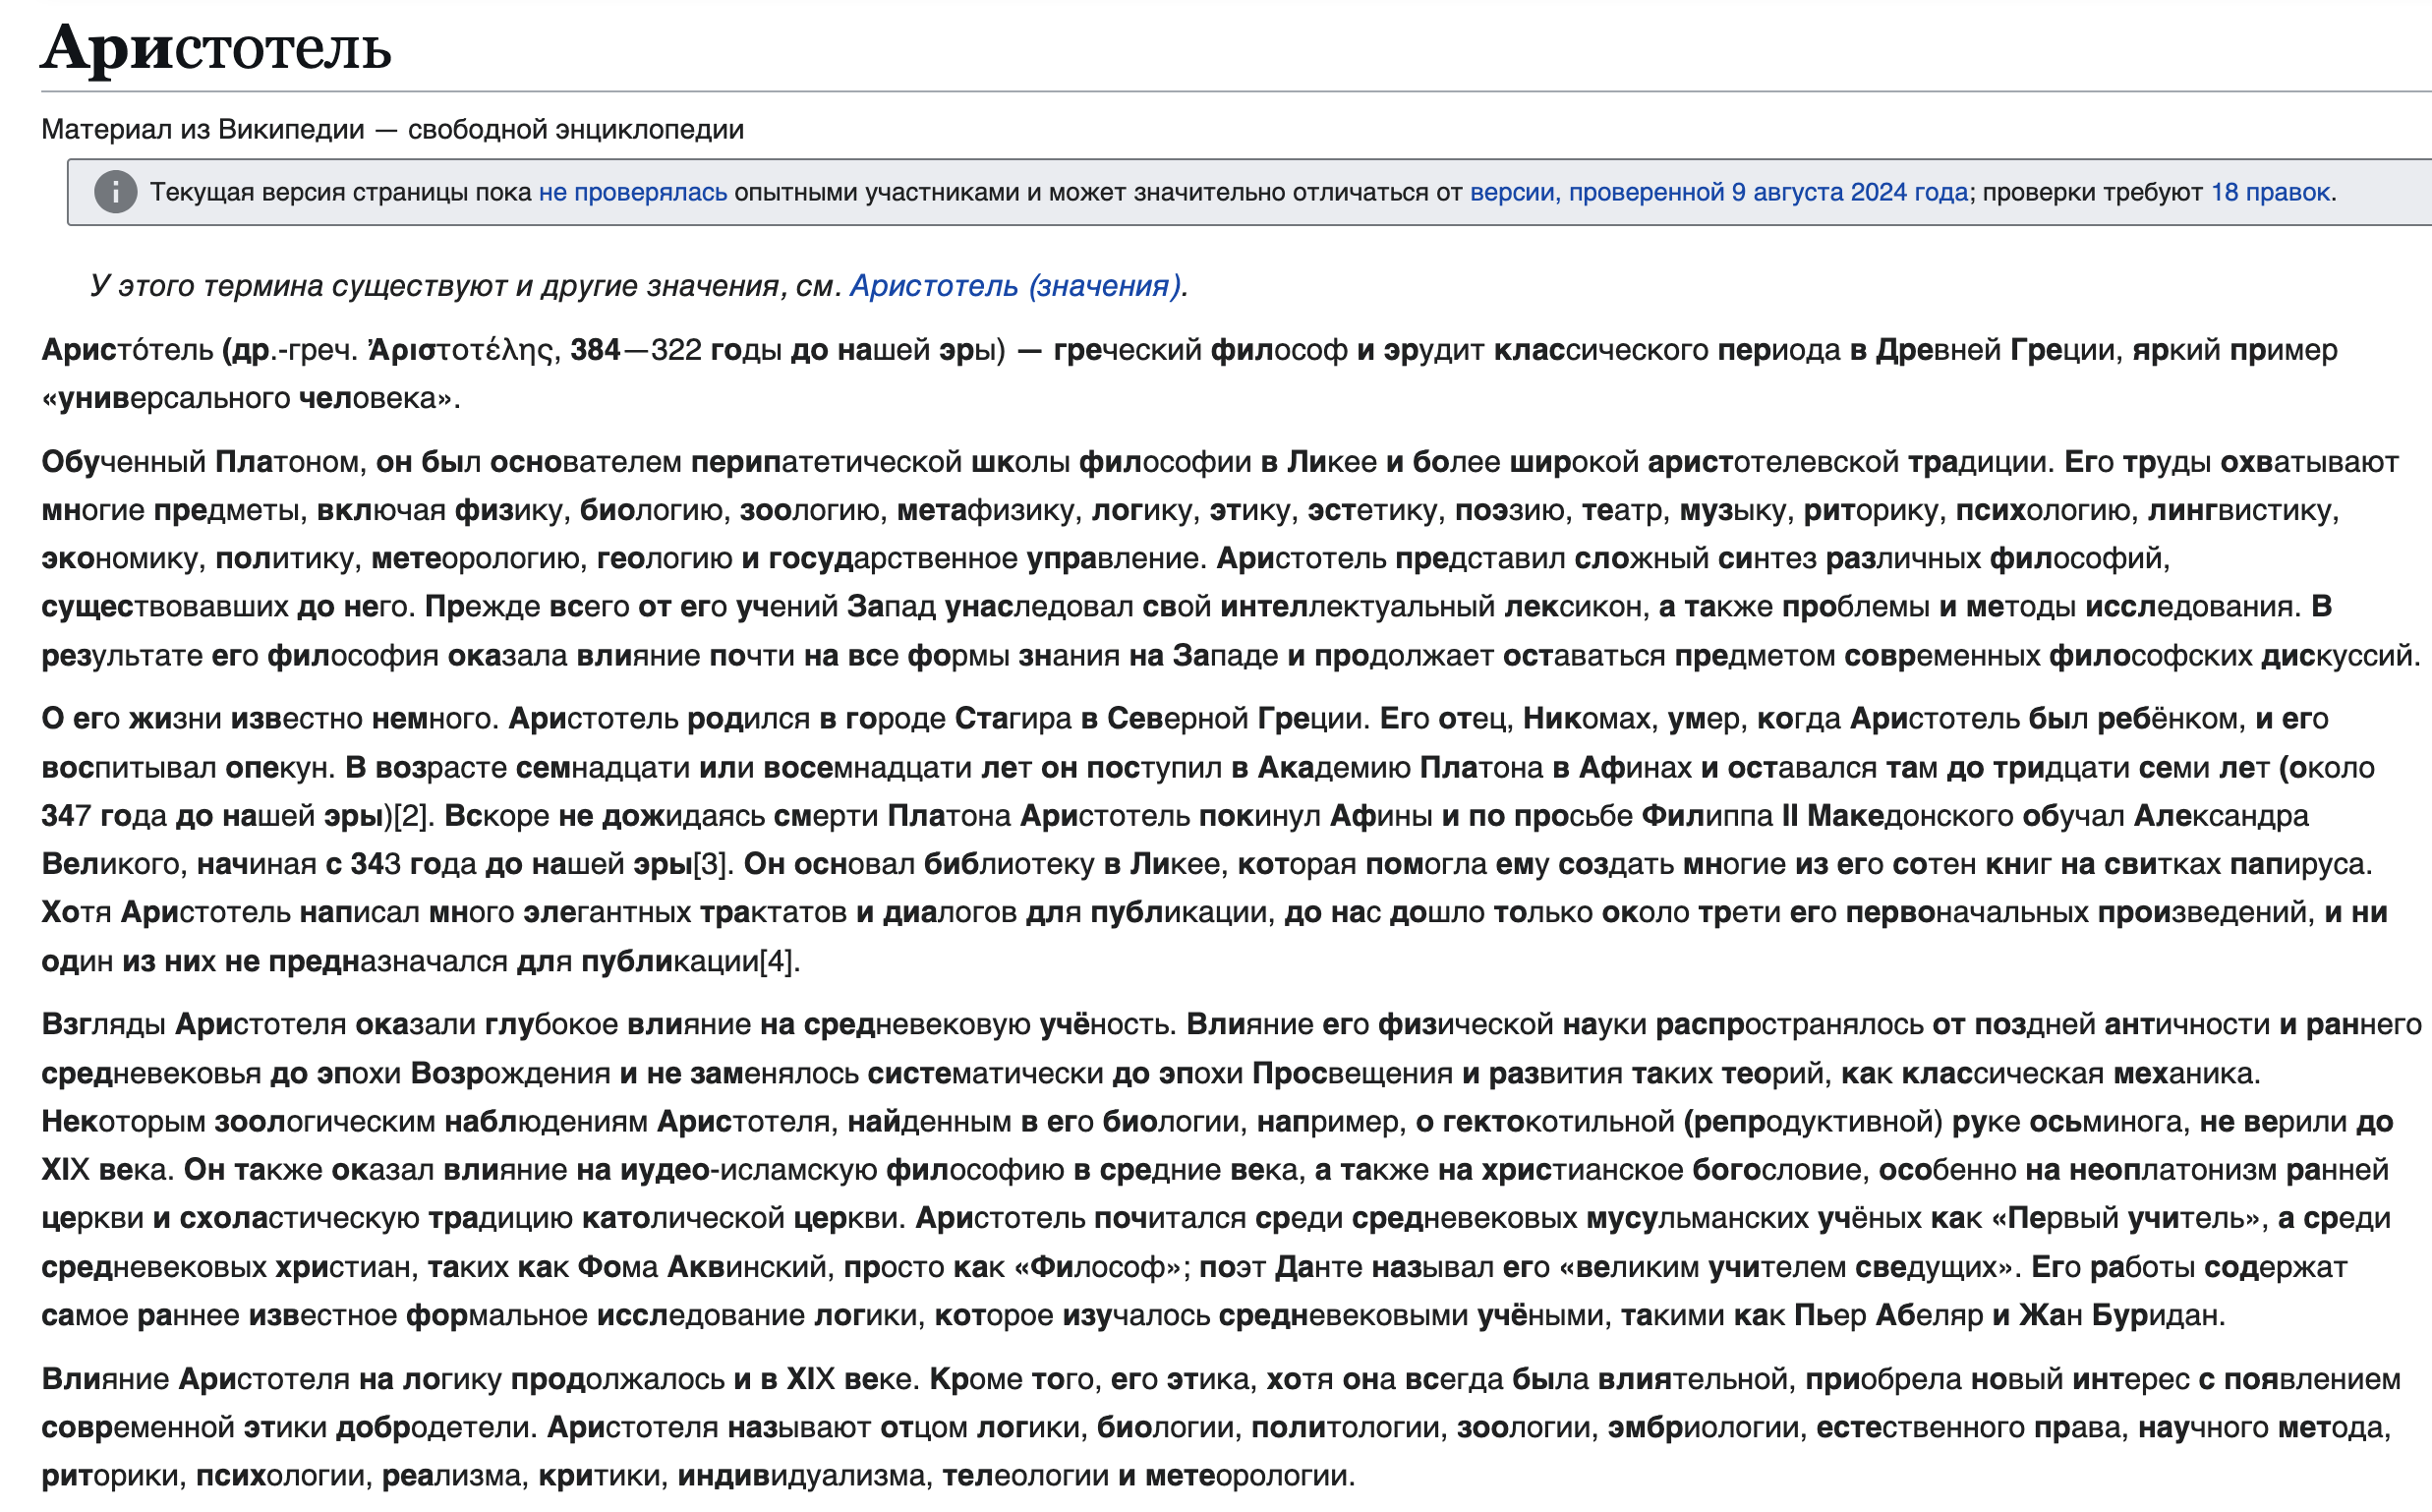 Аристотель
Материал из Википедии — свободной энциклопедии
Текущая версия страницы пока не проверялась опытными участниками и может значительно отличаться от версии, проверенной 9 августа 2024 года; проверки требуют 18 правок.
У этого термина существуют и другие значения, см. Аристотель (значения).
Аристо́тель (др.-греч. Ἀριστοτέλης, 384—322 годы до нашей эры) — греческий философ и эрудит классического периода в Древней Греции, яркий пример
«универсального человека».
Обученный Платоном, он был основателем перипатетической школы философии в Ликее и более широкой аристотелевской традиции. Его труды охватывают
многие предметы, включая физику, биологию, зоологию, метафизику, логику, этику, эстетику, поэзию, театр, музыку, риторику, психологию, лингвистику,
экономику, политику, метеорологию, геологию и государственное управление. Аристотель представил сложный синтез различных философий,
существовавших до него. Прежде всего от его учений Запад унаследовал свой интеллектуальный лексикон, а также проблемы и методы исследования. В
результате его философия оказала влияние почти на все формы знания на Западе и продолжает оставаться предметом современных философских дискуссий.
О его жизни известно немного. Аристотель родился в городе Стагира в Северной Греции. Его отец, Никомах, умер, когда Аристотель был ребёнком, и его
воспитывал опекун. В возрасте семнадцати или восемнадцати лет он поступил в Академию Платона в Афинах и оставался там до тридцати семи лет (около
347 года до нашей эры)[2]. Вскоре не дожидаясь смерти Платона Аристотель покинул Афины и по просьбе Филиппа II Македонского обучал Александра
Великого, начиная с 343 года до нашей эры[3]. Он основал библиотеку в Ликее, которая помогла ему создать многие из его сотен книг на свитках папируса.
Хотя Аристотель написал много элегантных трактатов и диалогов для публикации, до нас дошло только около трети его первоначальных произведений, и ни
один из них не предназначался для публикации[4].
Взгляды Аристотеля оказали глубокое влияние на средневековую учёность. Влияние его физической науки распространялось от поздней античности и раннего
средневековья до эпохи Возрождения и не заменялось систематически до эпохи Просвещения и развития таких теорий, как классическая механика.
Некоторым зоологическим наблюдениям Аристотеля, найденным в его биологии, например, о гектокотильной (репродуктивной) руке осьминога, не верили до
XIX века. Он также оказал влияние на иудео-исламскую философию в средние века, а также на христианское богословие, особенно на неоплатонизм ранней
церкви и схоластическую традицию католической церкви. Аристотель почитался среди средневековых мусульманских учёных как «Первый учитель», а среди
средневековых христиан, таких как Фома Аквинский, просто как «Философ»; поэт Данте называл его «великим учителем сведущих». Его работы содержат
самое раннее известное формальное исследование логики, которое изучалось средневековыми учёными, такими как Пьер Абеляр и Жан Буридан.
Влияние Аристотеля на логику продолжалось и в XIX веке. Кроме того, его этика, хотя она всегда была влиятельной, приобрела новый интерес с появлением
современной этики добродетели. Аристотеля называют отцом логики, биологии, политологии, зоологии, эмбриологии, естественного права, научного метода,
риторики, психологии, реализма, критики, индивидуализма, телеологии и метеорологии.